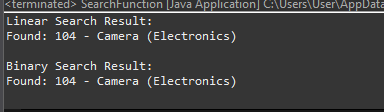 <terminated> SearchFunction [Java Application] C:\Users\User\AppData
Linear Search Result:
Found: 104 - Camera (Electronics)
Binary Search Result:
Found: 104 - Camera (Electronics)